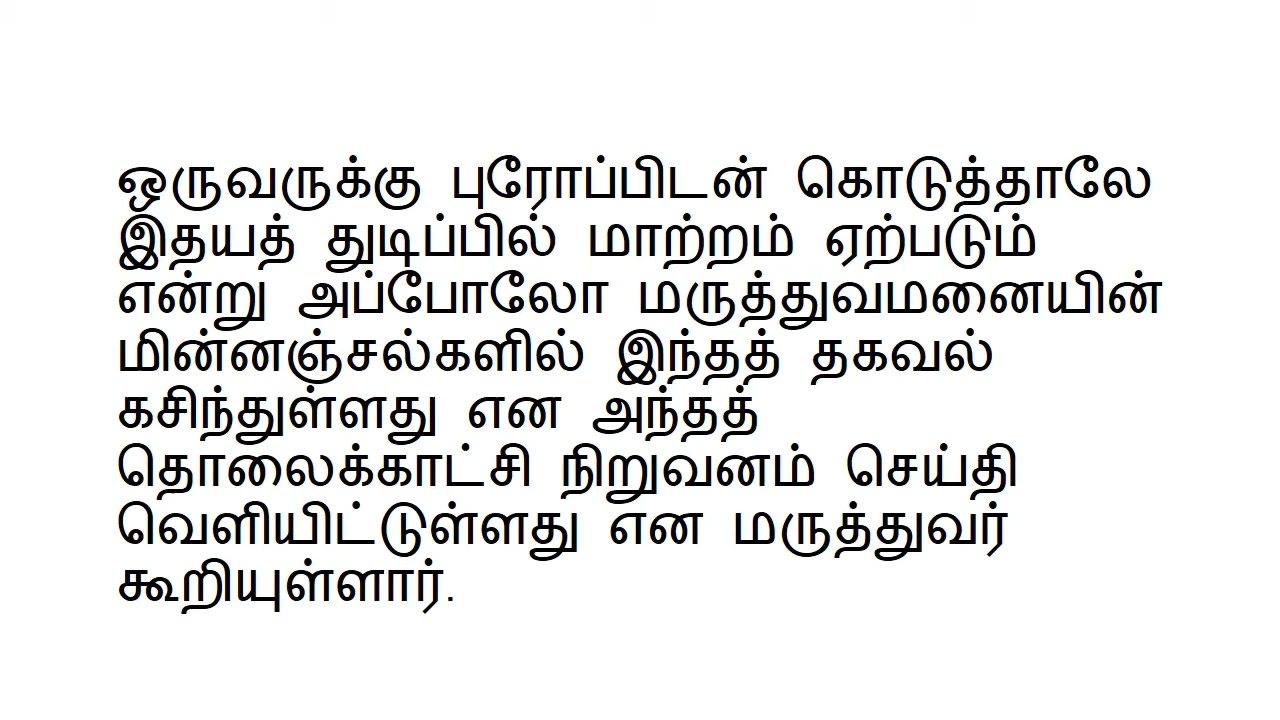 ஒருவருக்கு புரோப்பிடன் கொடுத்தாலே
இதயத் துடிப்பில் மாற்றம் ஏற்படும்
என்று அப்போலோ மருத்துவமனையின்
மின்னஞ்சல்களில் இந்தத் தகவல்
கசிந்துள்ளது என அந்தத்
தொலைக்காட்சி நிறுவனம் செய்தி
வெளியிட்டுள்ளது என மருத்துவர்
கூறியுள்ளார்.